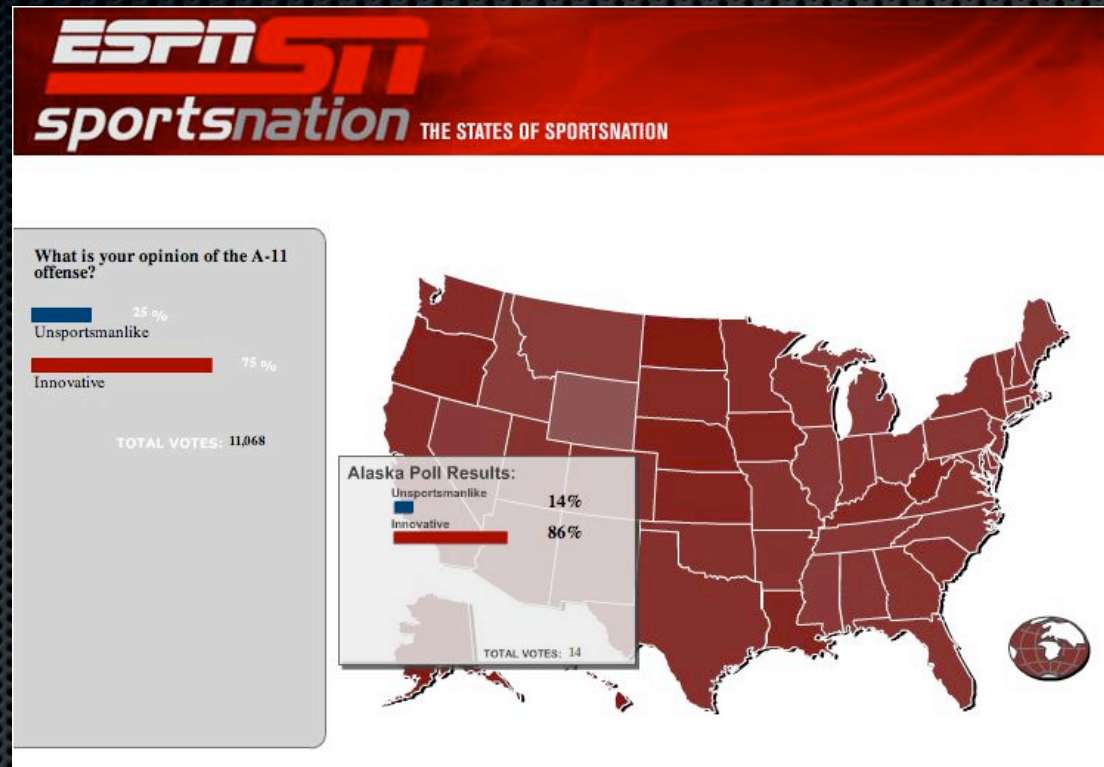 ESPN SN
sportsnation THE STATES OF SPORTSNATION
What is your opinion of the A-11
offense?
25 %
Unsportsmanlike
75 %
Innovative
TOTAL VOTES: 11,068
Alaska Poll Results:
Unsportsmanlike
14%
Innovative
86%
TOTAL VOTES: 14